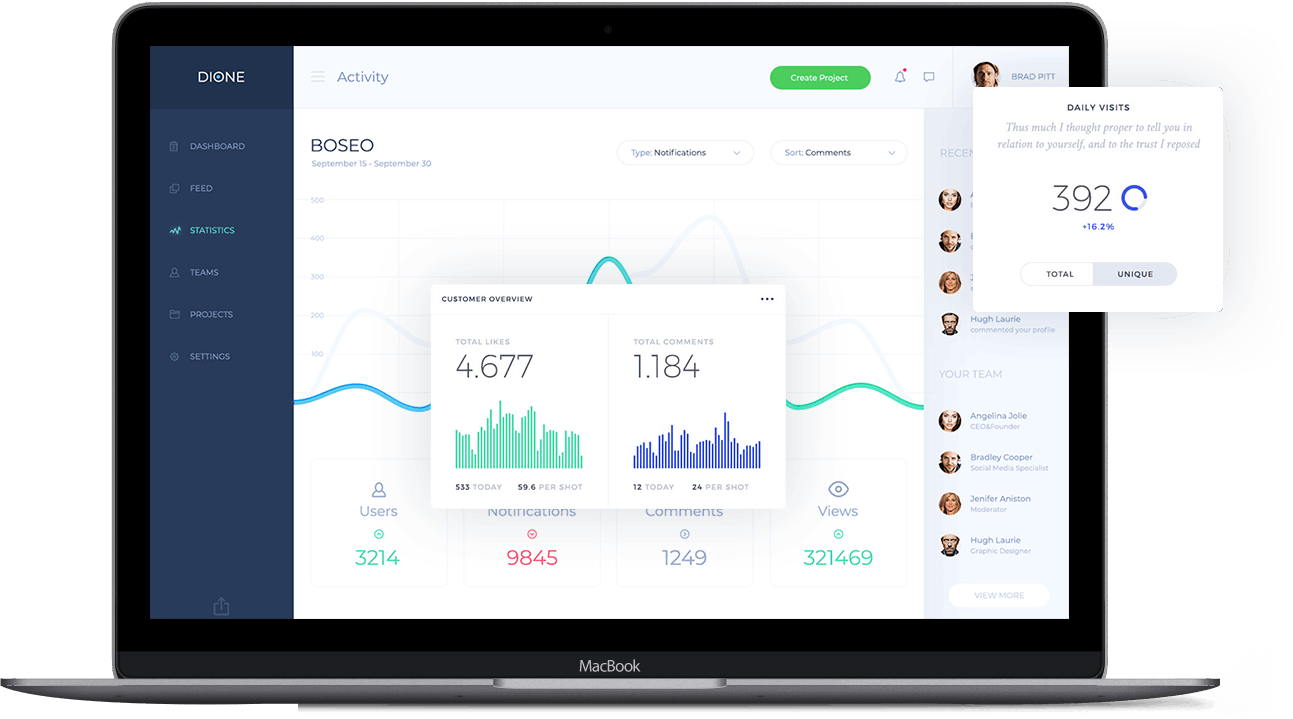 DIONE
DASHBOARD
FEED
STATISTICS
TEAMS
PROJECTS
SETTINGS
Activity
Create Project
BRAD PITT
BOSEO
September 15 - September 30
Type: Notifications
Sort: Comments
500
400
300
200
100
CUSTOMER OVERVIEW
TOTAL LIKES
4.677
533 TODAY 59.6 PER SHOT
TOTAL COMMENTS
1.184
12 TODAY 24 PER SHOT
Users
3214
Notifications
9845
Comments
1249
Views
321469
DAILY VISITS
Thus much I thought proper to tell you in
relation to yourself, and to the trust I reposed
392
+16.2%
TOTAL UNIQUE
Hugh Laurie
commented your profile
YOUR TEAM
Angelina Jolie
CEO&Founder
Bradley Cooper
Social Media Specialist
Jenifer Aniston
Moderator
Hugh Laurie
Graphic Designer
VIEW MORE
MacBook